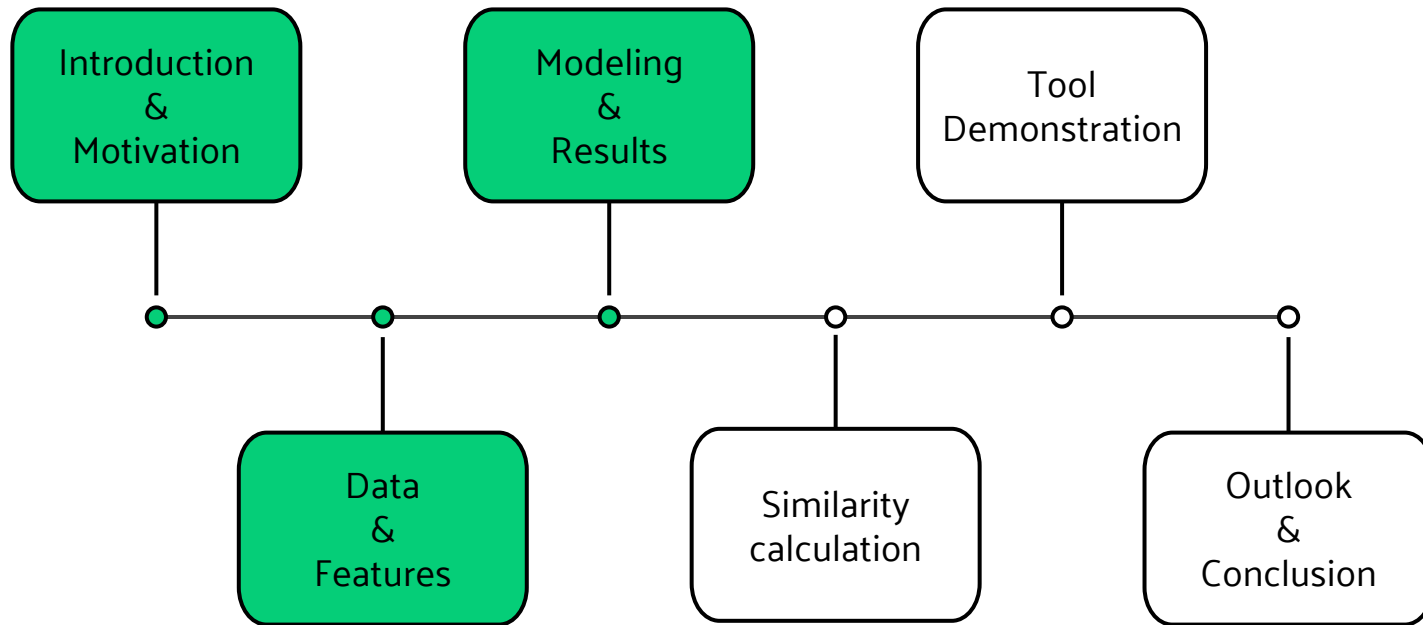 Introduction
&
Motivation
Data
&
Features
Modeling
&
Results
Similarity
calculation
Tool
Demonstration
Outlook
&
Conclusion